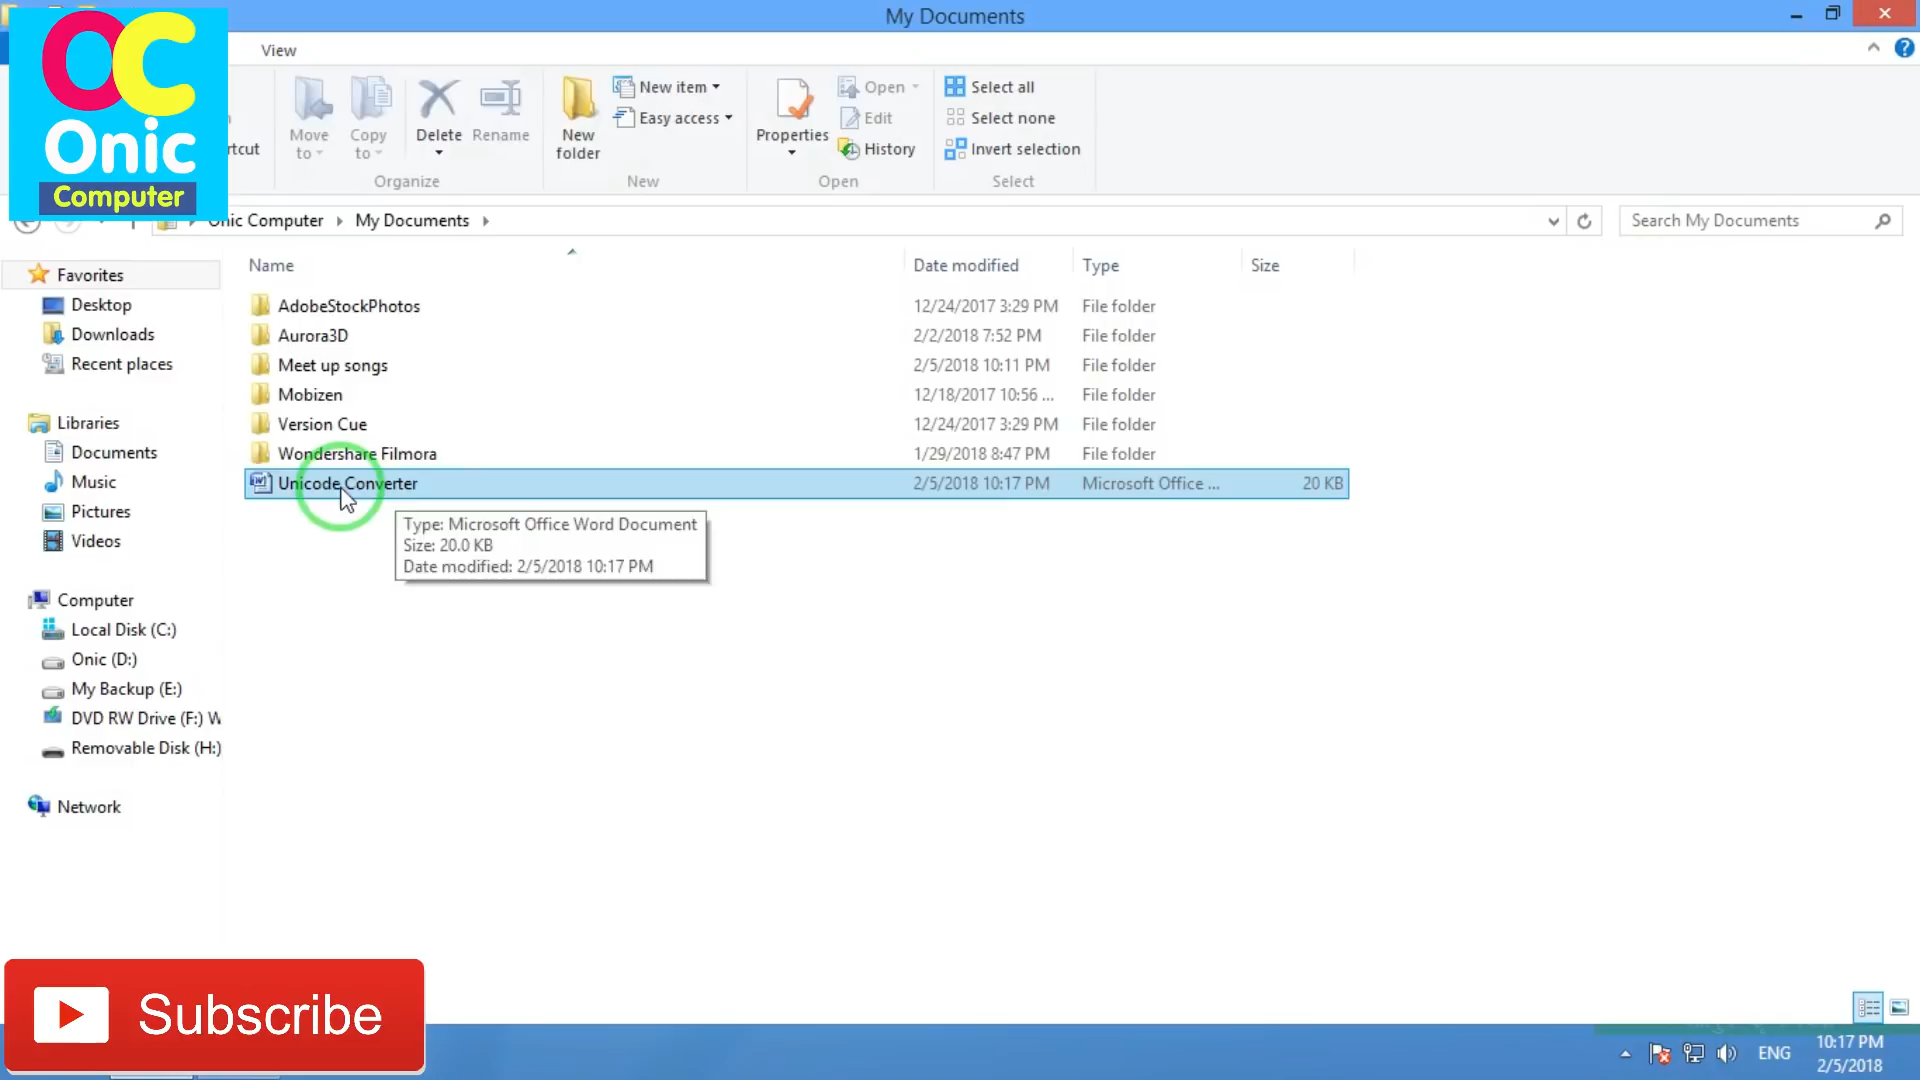 My Documents
OC
Onic
Computer
View
rtcut
Move to
Copy to
Delete
Rename
Organize
New folder
New item
Easy access
New
Properties
Open
Edit
History
Open
Select all
Select none
Invert selection
Select
Onic Computer
My Documents
Search My Documents
Name Date modified Type Size
AdobeStockPhotos 12/24/2017 3:29 PM File folder
Aurora3D 2/2/2018 7:52 PM File folder
Meet up songs 2/5/2018 10:11 PM File folder
Mobizen 12/18/2017 10:56 ... File folder
Version Cue 12/24/2017 3:29 PM File folder
Wondershare Filmora 1/29/2018 8:47 PM File folder
Unicode Converter 2/5/2018 10:17 PM Microsoft Office ... 20 KB
Type: Microsoft Office Word Document
Size: 20.0 KB
Date modified: 2/5/2018 10:17 PM
Favorites
Desktop
Downloads
Recent places
Libraries
Documents
Music
Pictures
Videos
Computer
Local Disk (C:)
Onic (D:)
My Backup (E:)
DVD RW Drive (F:) W
Removable Disk (H:)
Network
Subscribe
ENG
10:17 PM
2/5/2018